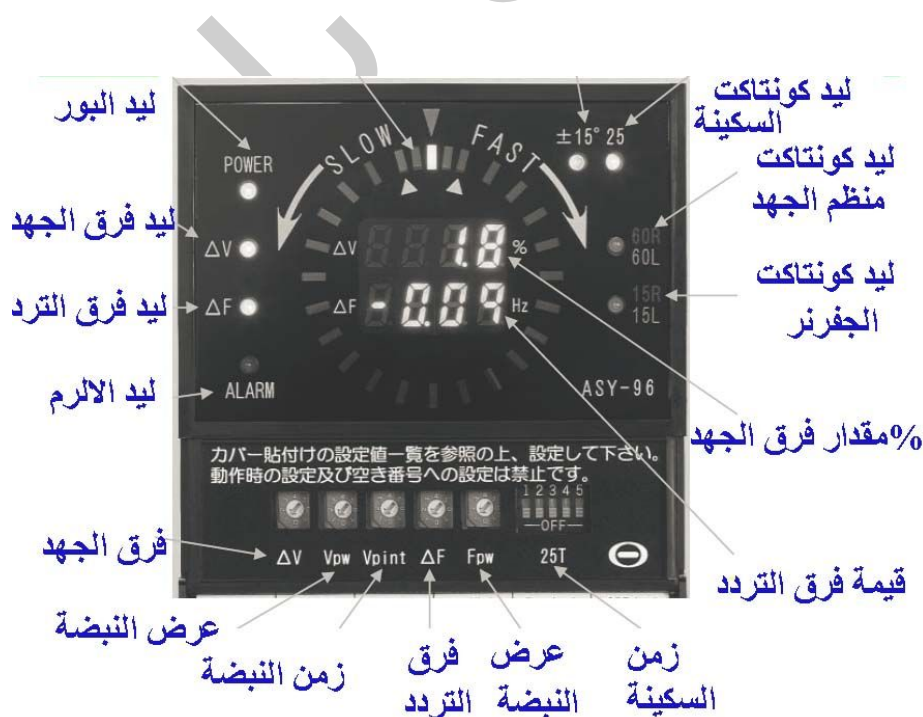 ليد كونتاكت
السكينة
ليد البور
±15° 25
SLOW FAST
POWER
ليد كونتاكت
منظم الجهد
ليد فرق الجهد
ΔV
ΔV 1.8 %
60R
60L
ليد كونتاكت
الجفرنر
ليد فرق الترد
ΔF
ΔF -0.09 Hz
15R
15L
ليد الالرم
ALARM
ASY-96
%مقدار فرق الجهد
カバー貼付けの設定値一覧を参照の上、設定して下さい。
動作時の設定及び空き番号への設定は禁止です。
1 2 3 4 5
OFF
فرق الجهد
ΔV Vpw Vpint ΔF Fpw 25T
قيمة فرق التردد
عرض النبضة
زمن النبضة
فرق
التردد
عرض
النبضة
زمن
السكينة